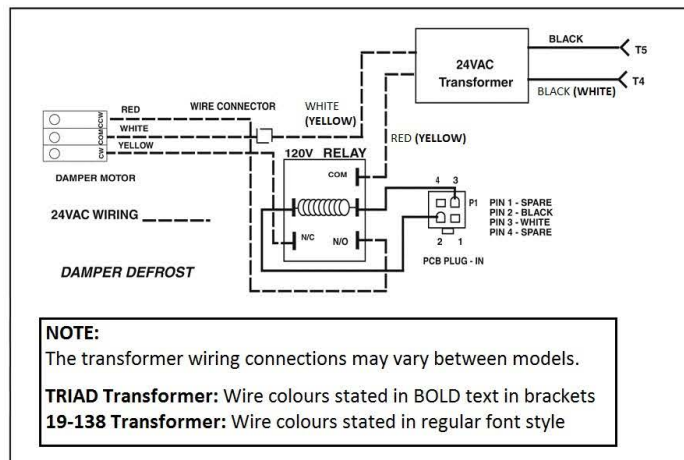 BLACK
T5
24VAC
Transformer
T4
BLACK (WHITE)
WHITE
(YELLOW)
RED (YELLOW)
RED
WIRE CONNECTOR
WHITE
YELLOW
CCW
COM
CW
DAMPER MOTOR
120V RELAY
COM
N/C
N/O
24VAC WIRING
4 3
P1
2 1
PIN 1 - SPARE
PIN 2 - BLACK
PIN 3 - WHITE
PIN 4 - SPARE
PCB PLUG - IN
DAMPER DEFROST
NOTE:
The transformer wiring connections may vary between models.
TRIAD Transformer: Wire colours stated in BOLD text in brackets
19-138 Transformer: Wire colours stated in regular font style